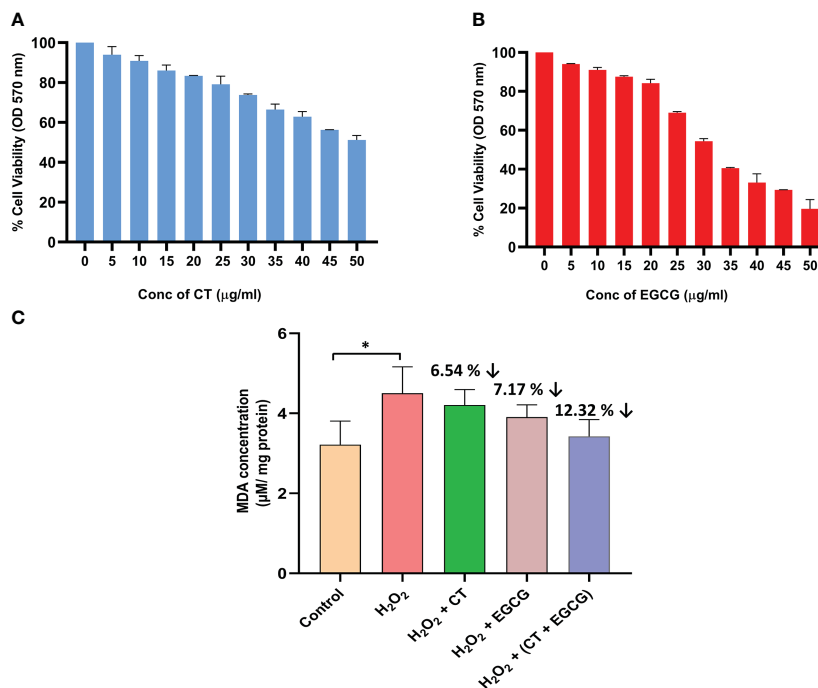 A
100
80
60
40
20
0
% Cell Viability (OD 570 nm)
0 5 10 15 20 25 30 35 40 45 50
Conc of CT (μg/ml)
B
100
80
60
40
20
0
% Cell Viability (OD 570 nm)
0 5 10 15 20 25 30 35 40 45 50
Conc of EGCG (μg/ml)
C
6
4
2
0
MDA concentration
(μM/ mg protein)
*
6.54 % ↓
7.17 % ↓
12.32 % ↓
Control
H₂O₂
H₂O₂ + CT
H₂O₂ + EGCG
H₂O₂ + (CT + EGCG)